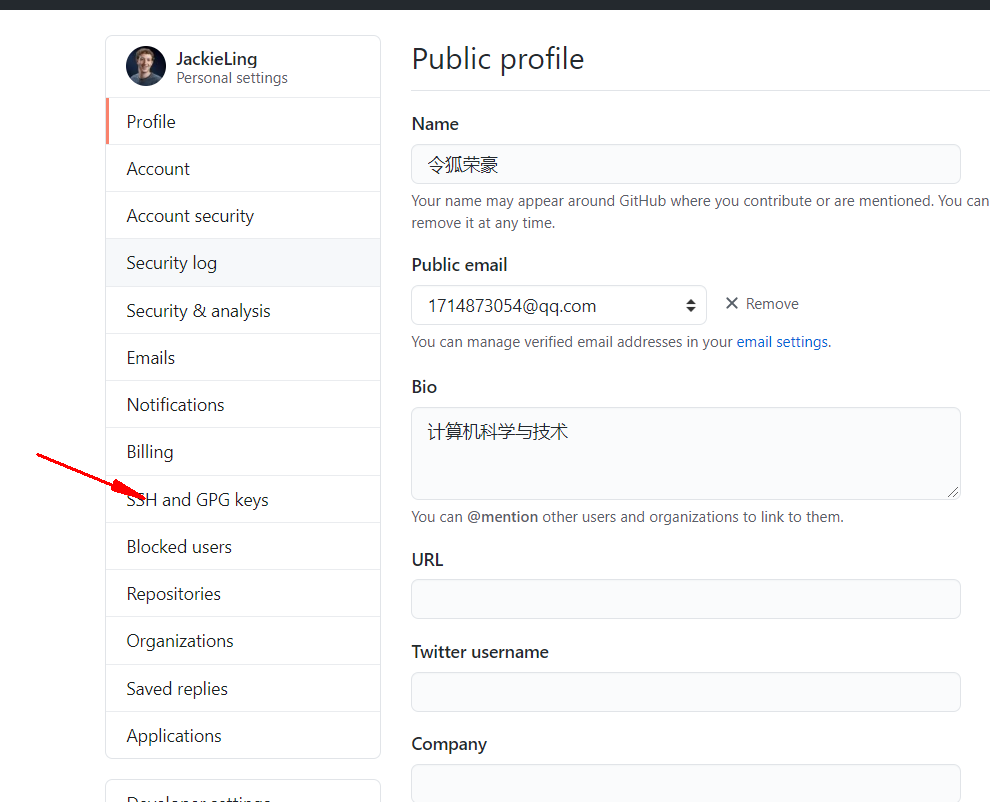 JackieLing
Personal settings
Profile
Account
Account security
Security log
Security & analysis
Emails
Notifications
Billing
SSH and GPG keys
Blocked users
Repositories
Organizations
Saved replies
Applications
Developer settings
Public profile
Name
令狐荣豪
Your name may appear around GitHub where you contribute or are mentioned. You can
remove it at any time.
Public email
1714873054@qq.com
Remove
You can manage verified email addresses in your email settings.
Bio
计算机科学与技术
You can @mention other users and organizations to link to them.
URL
Twitter username
Company